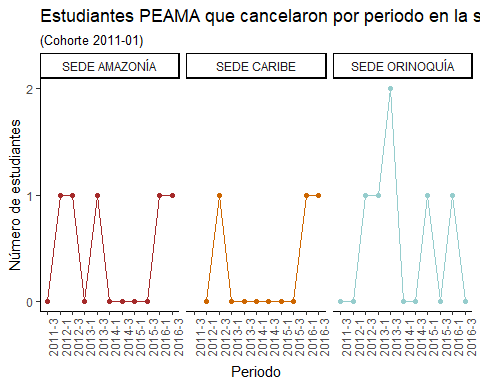 Estudiantes PEAMA que cancelaron por periodo en la s
(Cohorte 2011-01)
SEDE AMAZONÍA SEDE CARIBE SEDE ORINOQUÍA
Número de estudiantes
2
1
0
2011-3 2012-1 2012-3 2013-1 2013-3 2014-1 2014-3 2015-1 2015-3 2016-1 2016-3 2011-3 2012-1 2012-3 2013-1 2013-3 2014-1 2014-3 2015-1 2015-3 2016-1 2016-3 2011-3 2012-1 2012-3 2013-1 2013-3 2014-1 2014-3 2015-1 2015-3 2016-1 2016-3
Periodo